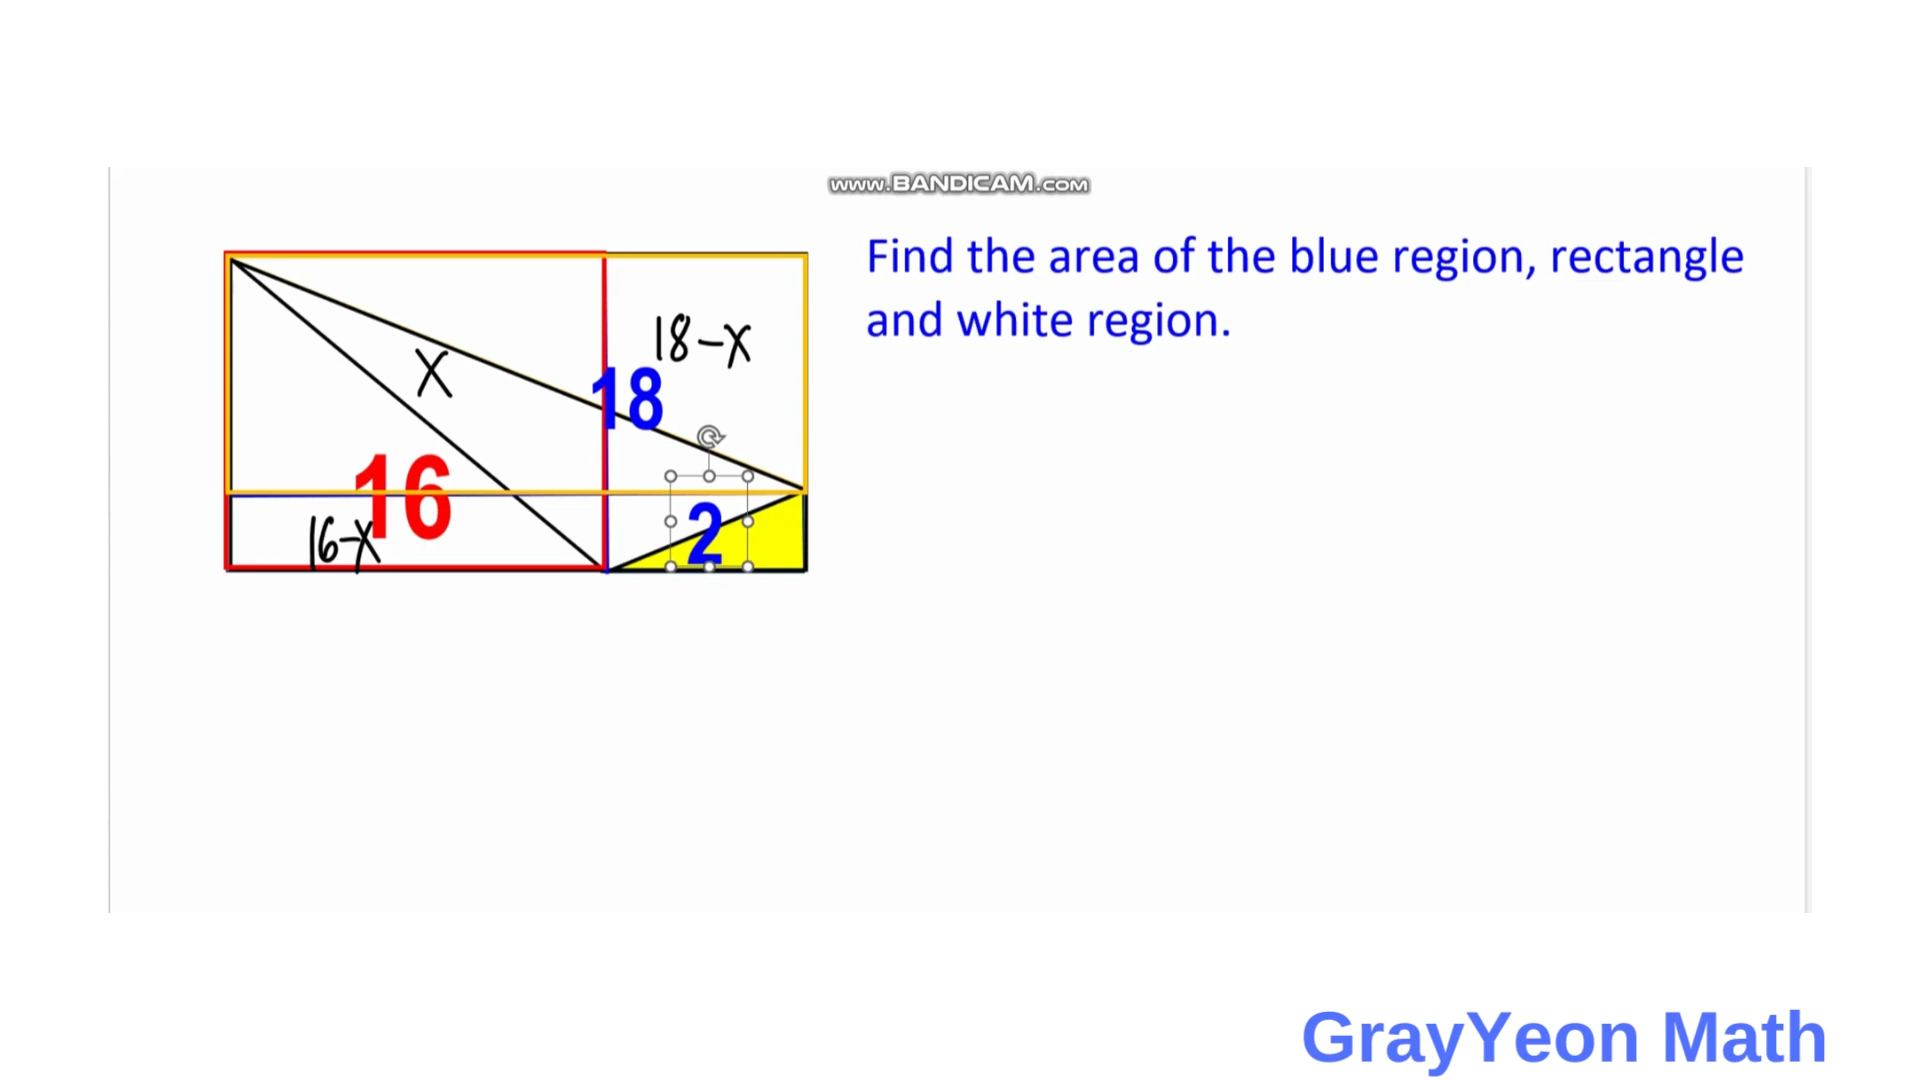 www.BANDICAM.com
Find the area of the blue region, rectangle
and white region.
18-x
x
18
16
2
16-x
GrayYeon Math